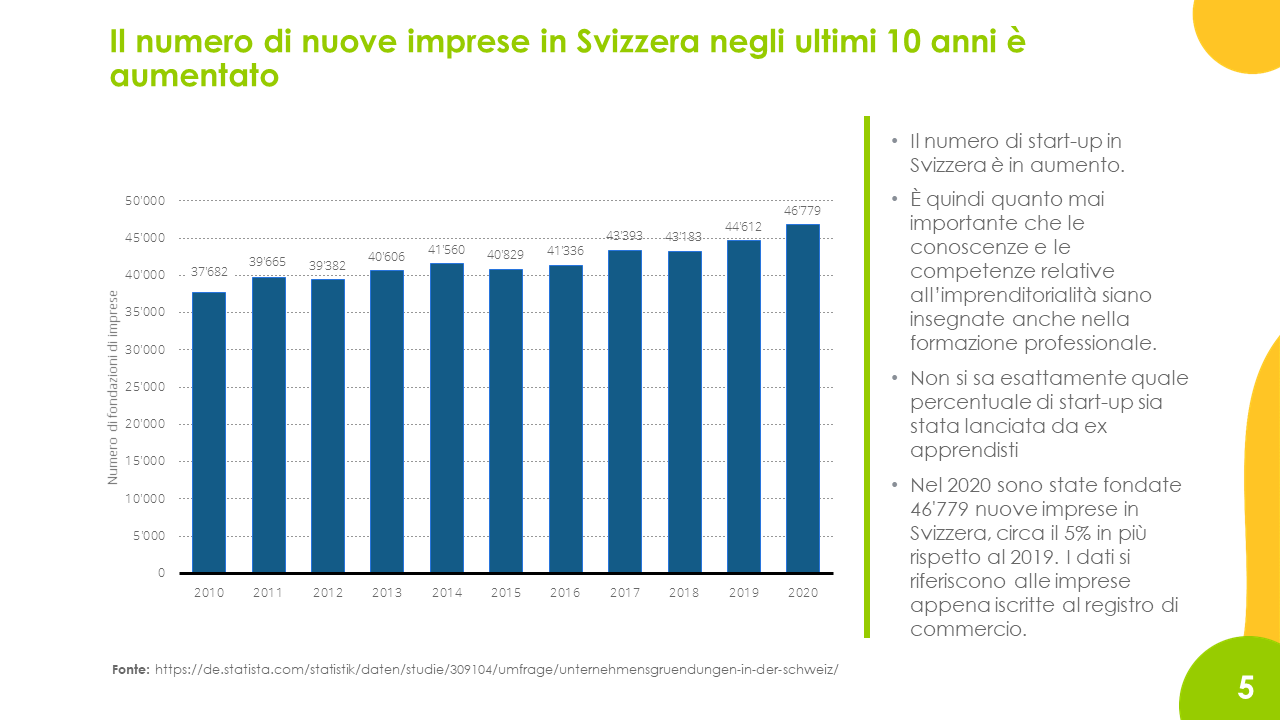 Il numero di nuove imprese in Svizzera negli ultimi 10 anni è
aumentato
Numero di fondazioni di imprese
50'000
45'000
40'000
35'000
30'000
25'000
20'000
15'000
10'000
5'000
0
37'682
39'665
39'382
40'606
41'560
40'829
41'336
43'393
43'183
44'612
46'779
2010 2011 2012 2013 2014 2015 2016 2017 2018 2019 2020
• Il numero di start-up in
Svizzera è in aumento.
• È quindi quanto mai
importante che le
conoscenze e le
competenze relative
all'imprenditorialità siano
insegnate anche nella
formazione professionale.
• Non si sa esattamente quale
percentuale di start-up sia
stata lanciata da ex
apprendisti
• Nel 2020 sono state fondate
46'779 nuove imprese in
Svizzera, circa il 5% in più
rispetto al 2019. I dati si
riferiscono alle imprese
appena iscritte al registro di
commercio.
Fonte: https://de.statista.com/statistik/daten/studie/309104/umfrage/unternehmensgruendungen-in-der-schweiz/
5